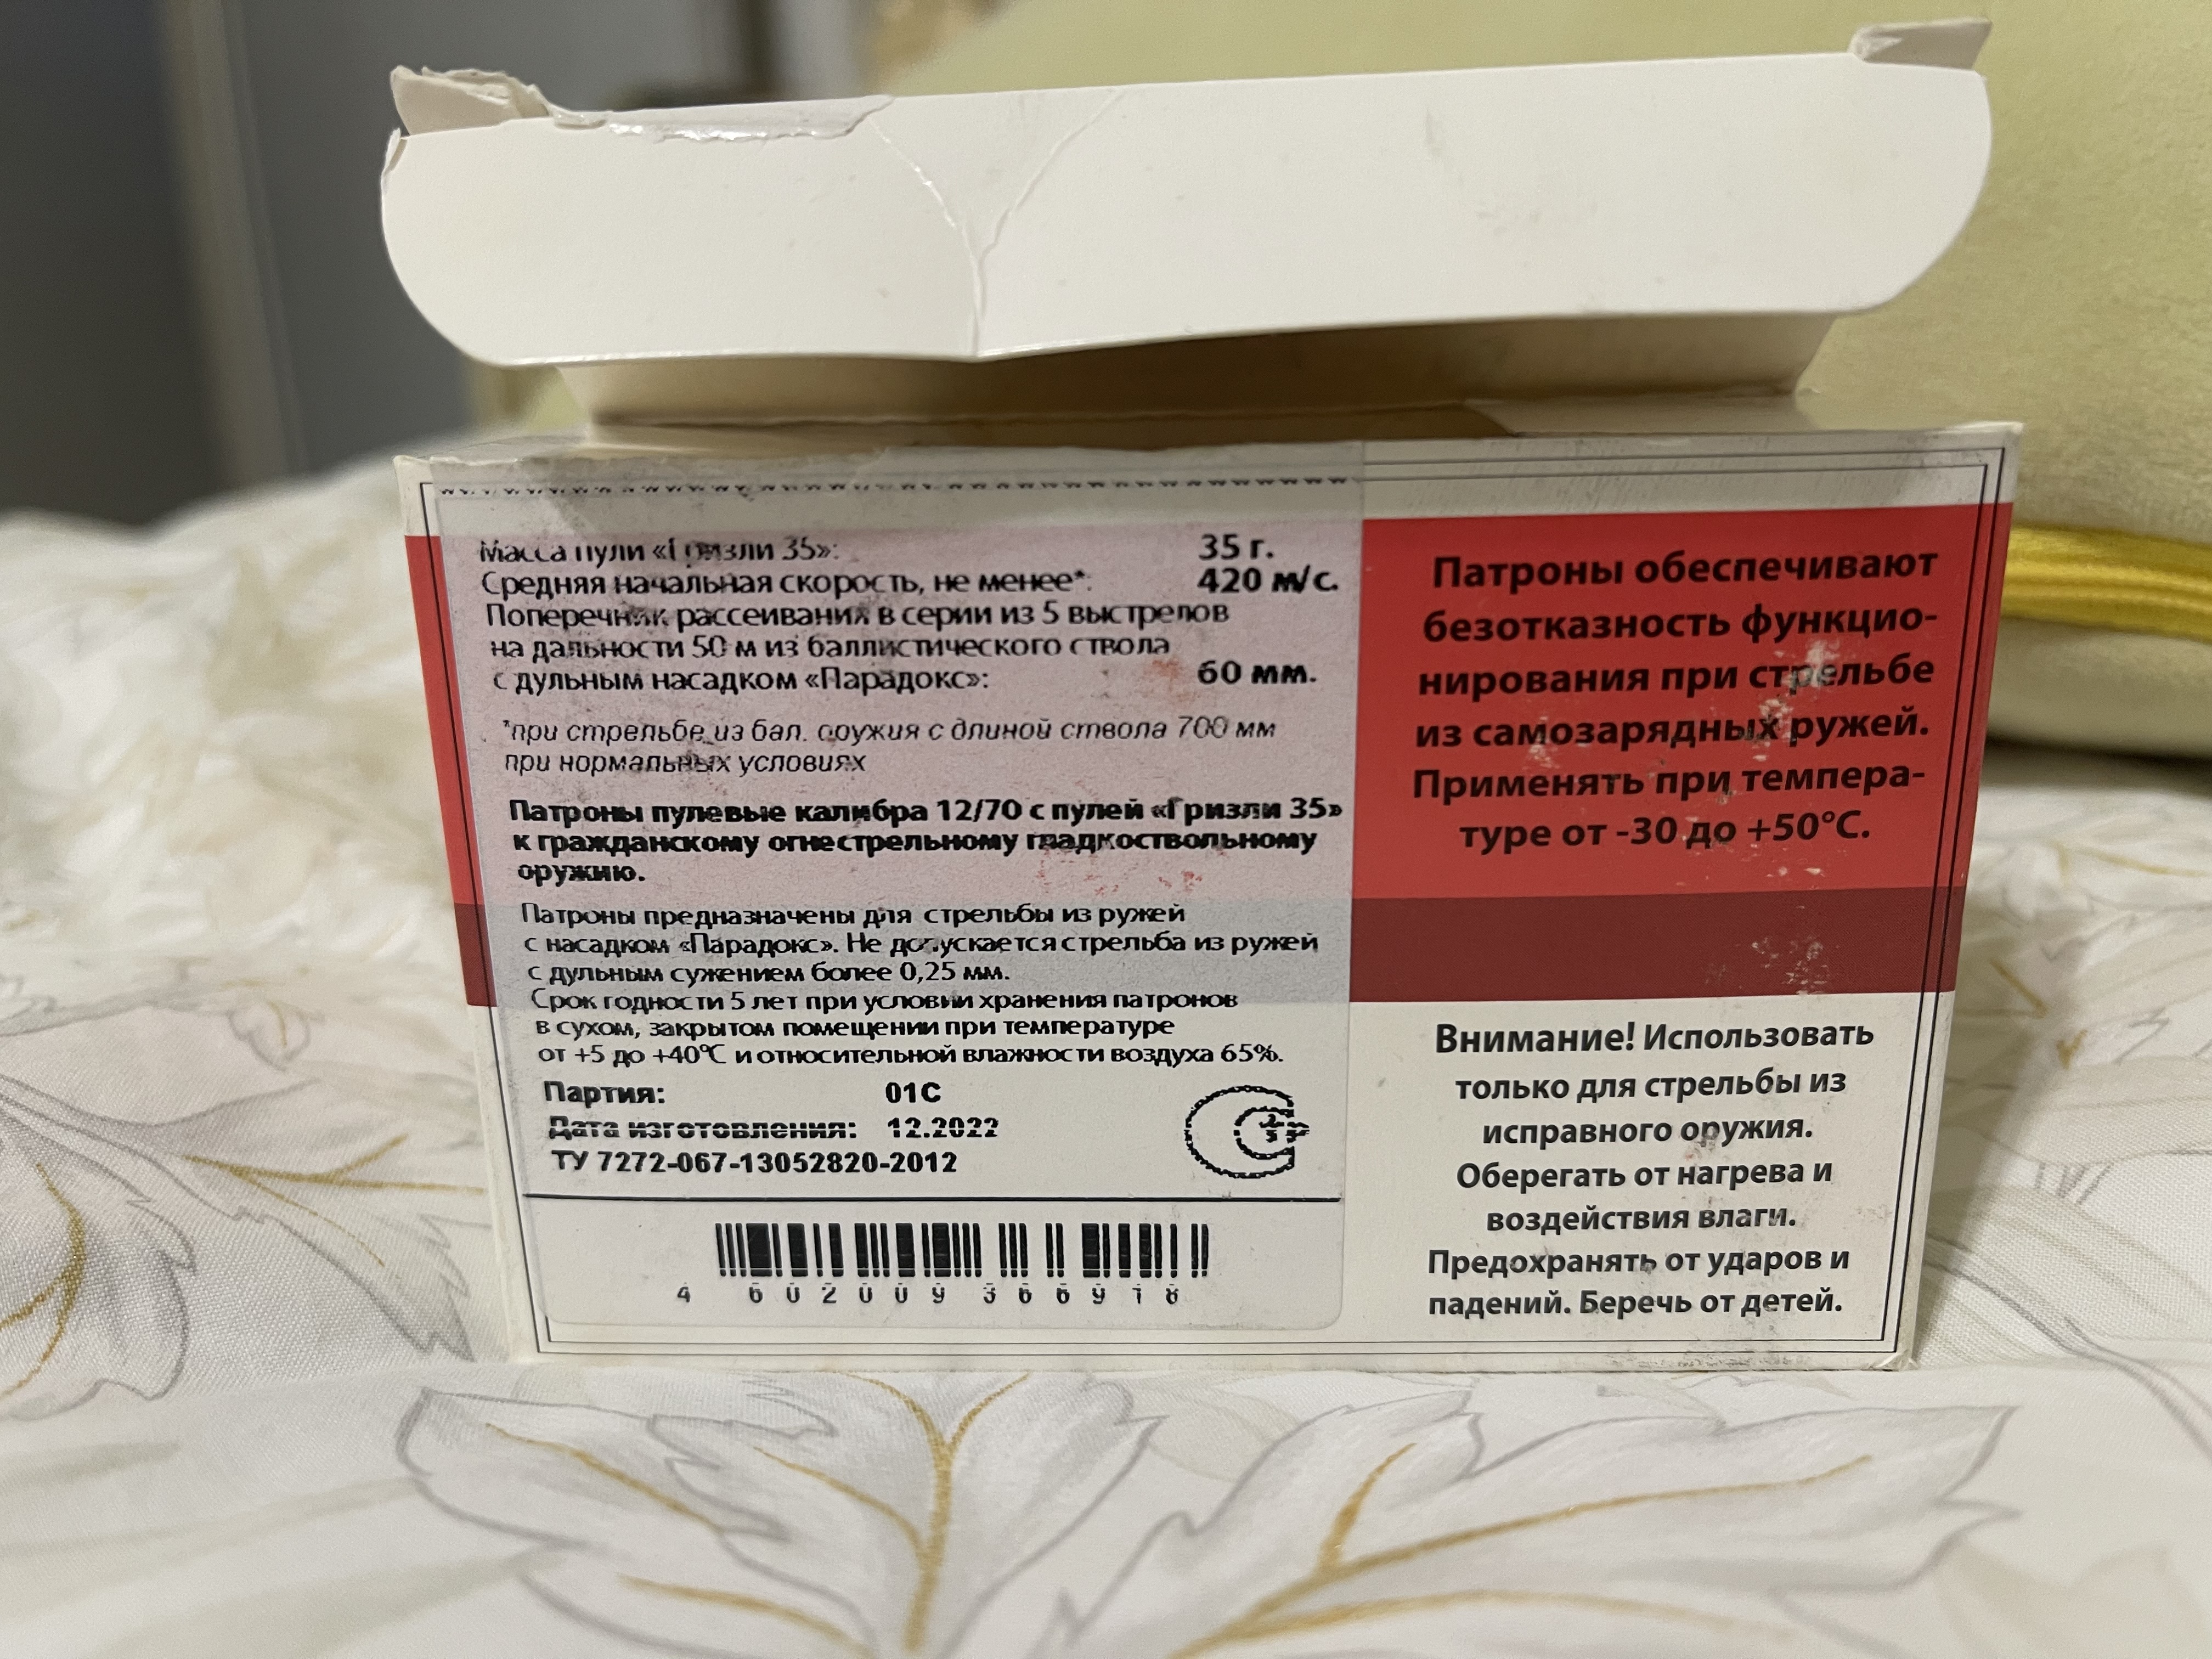 Масса пули «Гризли 35»: 35 г.
Средняя начальная скорость, не менее*: 420 м/с.
Поперечник рассеивания в серии из 5 выстрелов
на дальности 50 м из баллистического ствола
с дульным насадком «Парадокс»: 60 мм.
*при стрельбе из бал. оружия с длиной ствола 700 мм
при нормальных условиях
Патроны пулевые калибра 12/70 с пулей «Гризли 35»
к гражданскому огнестрельному гладкоствольному
оружию.
Патроны предназначены для стрельбы из ружей
с насадком «Парадокс». Не допускается стрельба из ружей
с дульным сужением более 0,25 мм.
Срок годности 5 лет при условии хранения патронов
в сухом, закрытом помещении при температуре
от +5 до +40°С и относительной влажности воздуха 65%.
Партия: 01С
Дата изготовления: 12.2022
ТУ 7272-067-13052820-2012
4 602009 366918
Патроны обеспечивают
безотказность функцио-
нирования при стрельбе
из самозарядных ружей.
Применять при темпера-
туре от -30 до +50°С.
Внимание! Использовать
только для стрельбы из
исправного оружия.
Оберегать от нагрева и
воздействия влаги.
Предохранять от ударов и
падений. Беречь от детей.